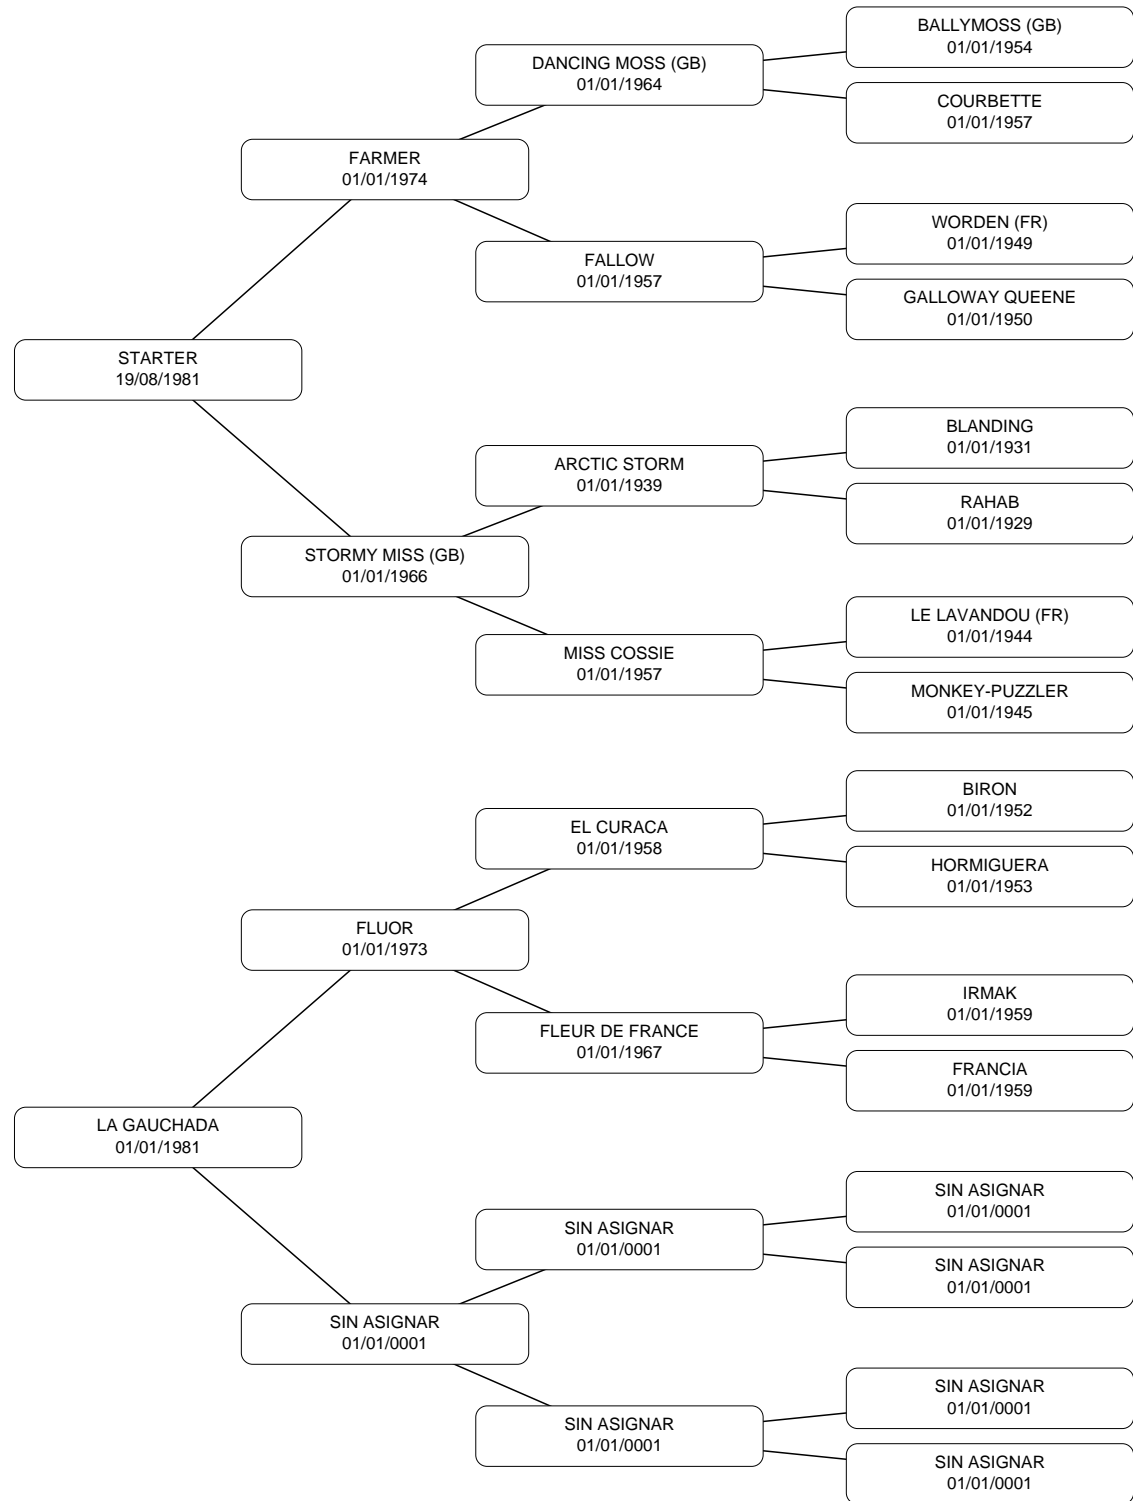 BALLYMOSS (GB)
01/01/1954
DANCING MOSS (GB)
01/01/1964
COURBETTE
01/01/1957
FARMER
01/01/1974
WORDEN (FR)
01/01/1949
FALLOW
01/01/1957
GALLOWAY QUEENE
01/01/1950
STARTER
19/08/1981
BLANDING
01/01/1931
ARCTIC STORM
01/01/1939
RAHAB
01/01/1929
STORMY MISS (GB)
01/01/1966
LE LAVANDOU (FR)
01/01/1944
MISS COSSIE
01/01/1957
MONKEY-PUZZLER
01/01/1945
BIRON
01/01/1952
EL CURACA
01/01/1958
HORMIGUERA
01/01/1953
FLUOR
01/01/1973
IRMAK
01/01/1959
FLEUR DE FRANCE
01/01/1967
FRANCIA
01/01/1959
LA GAUCHADA
01/01/1981
SIN ASIGNAR
01/01/0001
SIN ASIGNAR
01/01/0001
SIN ASIGNAR
01/01/0001
SIN ASIGNAR
01/01/0001
SIN ASIGNAR
01/01/0001
SIN ASIGNAR
01/01/0001
SIN ASIGNAR
01/01/0001